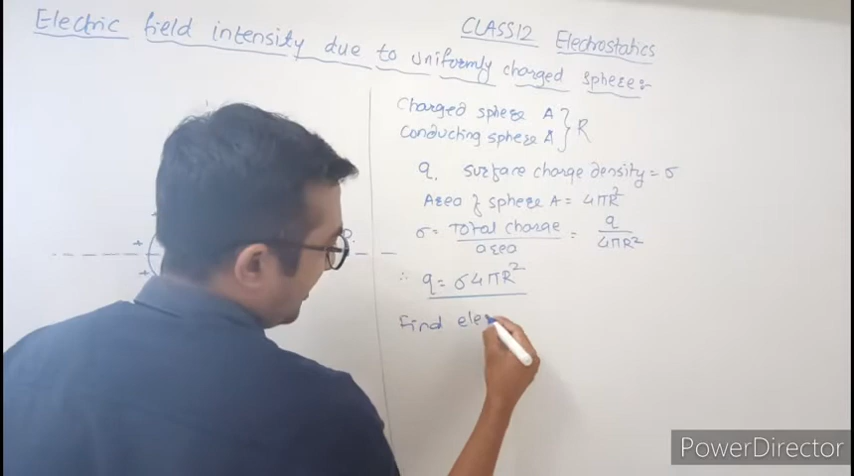 Electric field intensity due to uniformly charged sphere:-
CLASS12 Electrostatics
Charged sphere A } R
Conducting sphere A
q, surface charge density = σ
Area of sphere A = 4πR²
σ = Total charge / area = q / 4πR²
∴ q = σ4πR²
Find ele
P.
PowerDirector